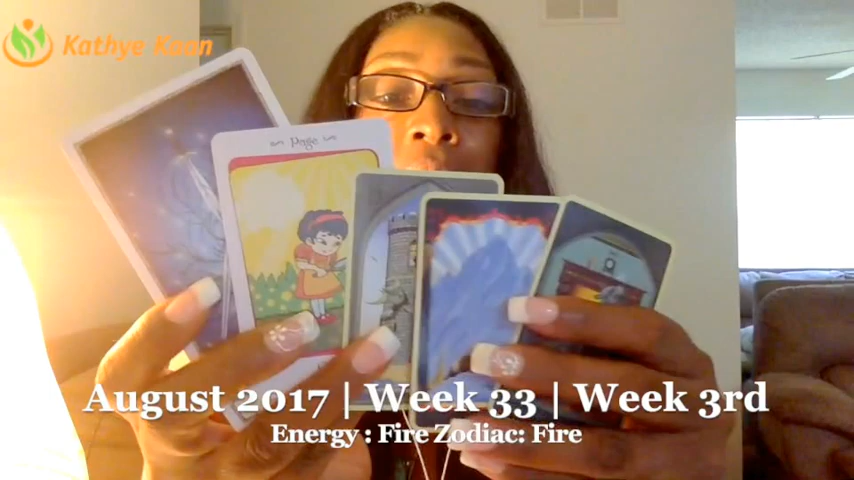 Kathye Kaan
Page
August 2017 | Week 33 | Week 3rd
Energy : Fire Zodiac: Fire